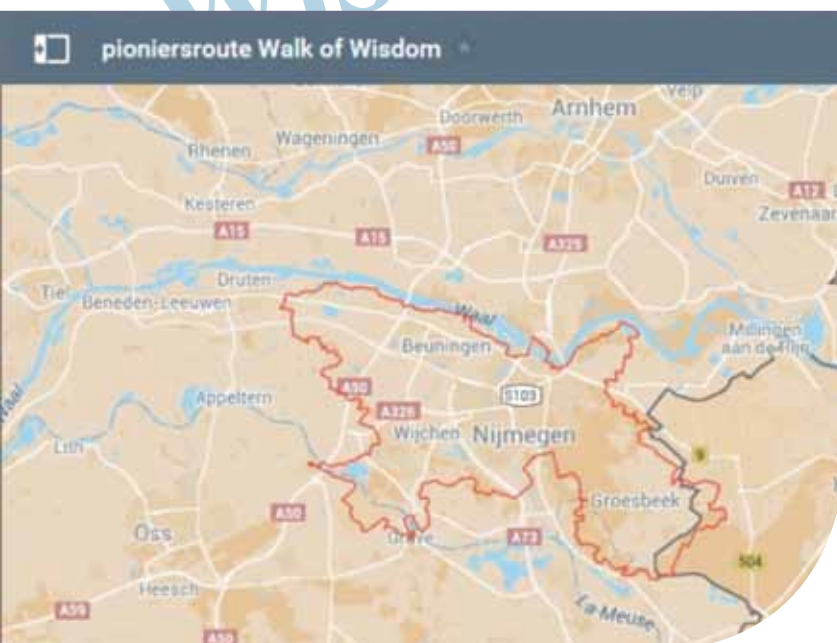 pioniersroute Walk of Wisdom
Arnhem
Velp
Doorwerth
Wageningen
A50
Rhenen
Duiven
A12
Kesteren
Zevenaar
A15
A15
A325
Druten
Tiel
Beneden-Leeuwen
Waal
Millingen
aan de Rijn
Beuningen
A50
S103
Waal
Appeltern
A326
Wijchen
Nijmegen
Lith
9
Groesbeek
A50
Oss
Grave
A73
504
Heesch
La Meuse
A59
A50